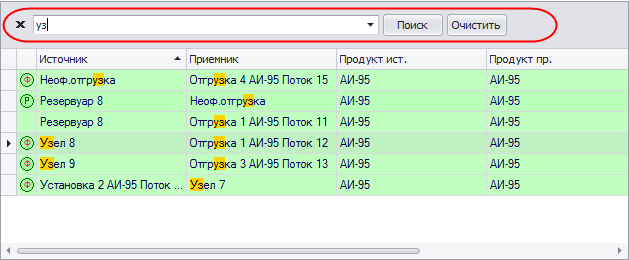 × уз Поиск Очистить
Источник Приемник Продукт ист. Продукт пр.
Ф Неоф.отгрузка Отгрузка 4 АИ-95 Поток 15 АИ-95 АИ-95
Р Резервуар 8 Неоф.отгрузка АИ-95 АИ-95
Резервуар 8 Отгрузка 1 АИ-95 Поток 11 АИ-95 АИ-95
Ф Узел 8 Отгрузка 1 АИ-95 Поток 12 АИ-95 АИ-95
Ф Узел 9 Отгрузка 3 АИ-95 Поток 13 АИ-95 АИ-95
Ф Установка 2 АИ-95 Поток ... Узел 7 АИ-95 АИ-95